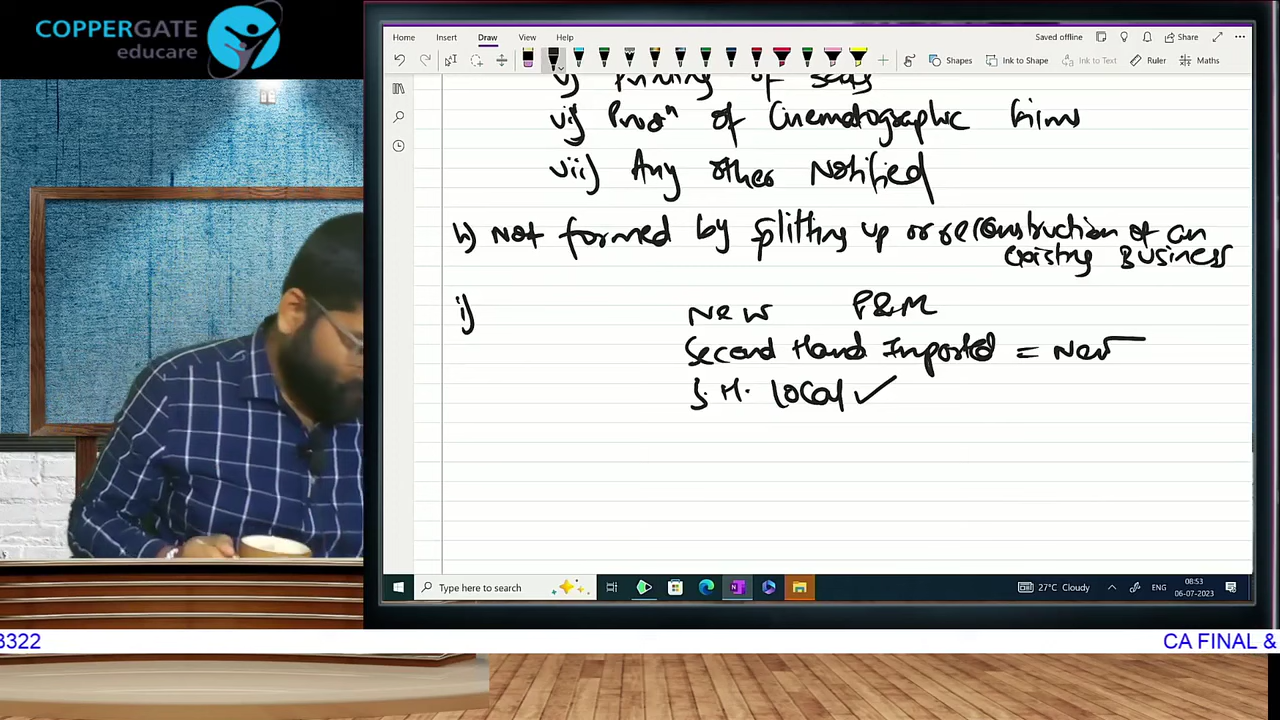 COPPERGATE
educare
Home Insert Draw View Help
Saved offline
Share
Shapes
Ink to Shape
Ink to Text
Ruler
Maths
of
vi) Prodn of Cinematographic films
vii) Any other Notified
h) Not formed by splitting up or reconstruction of an
existing Business
i) New P&M
Second Hand Imported = New
S.H. local ✓
Type here to search
27°C Cloudy
ENG
08:53
06-07-2023
3322
CA FINAL &